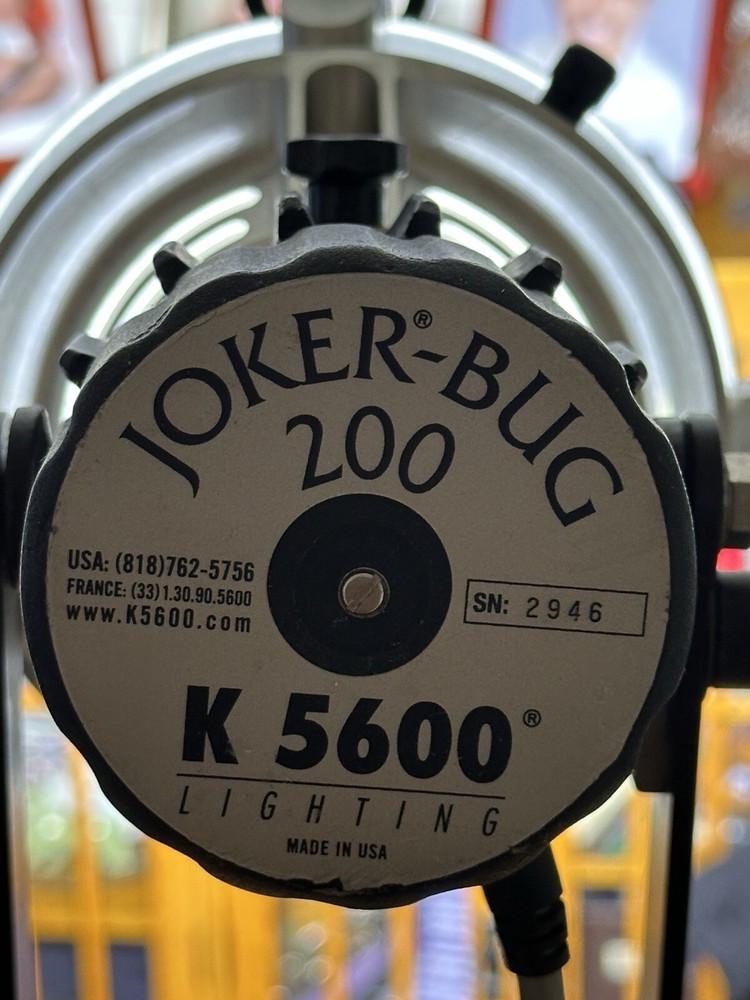 JOKER®-BUG
200
USA: (818)762-5756
FRANCE: (33)1.30.90.5600
www.K5600.com
SN: 2946
K 5600®
LIGHTING
MADE IN USA